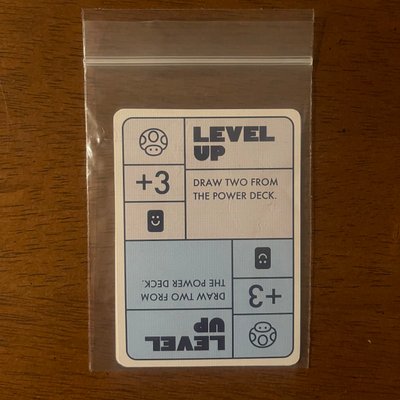 LEVEL
UP
+3
DRAW TWO FROM
THE POWER DECK.
LEVEL
UP
+3
DRAW TWO FROM
THE POWER DECK.